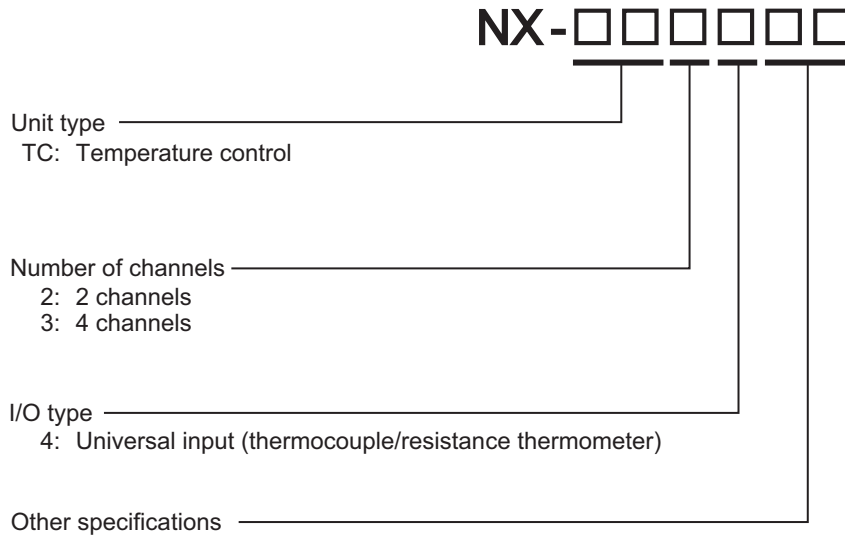 NX-□□□□□□
Unit type
TC: Temperature control
Number of channels
2: 2 channels
3: 4 channels
I/O type
4: Universal input (thermocouple/resistance thermometer)
Other specifications